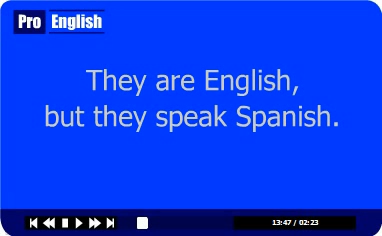 Pro English
They are English,
but they speak Spanish.
13:47 / 02:23